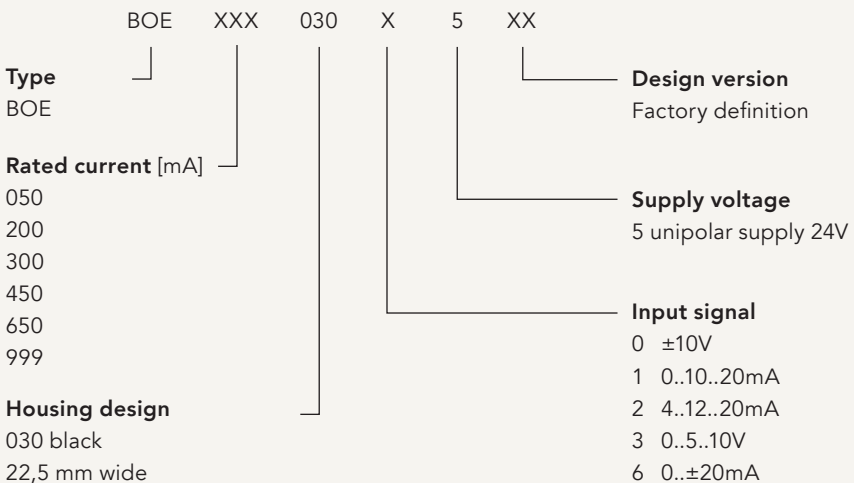 BOE XXX 030 X 5 XX
Type
BOE
Rated current [mA]
050
200
300
450
650
999
Housing design
030 black
22,5 mm wide
Design version
Factory definition
Supply voltage
5 unipolar supply 24V
Input signal
0 ±10V
1 0..10..20mA
2 4..12..20mA
3 0..5..10V
6 0..±20mA